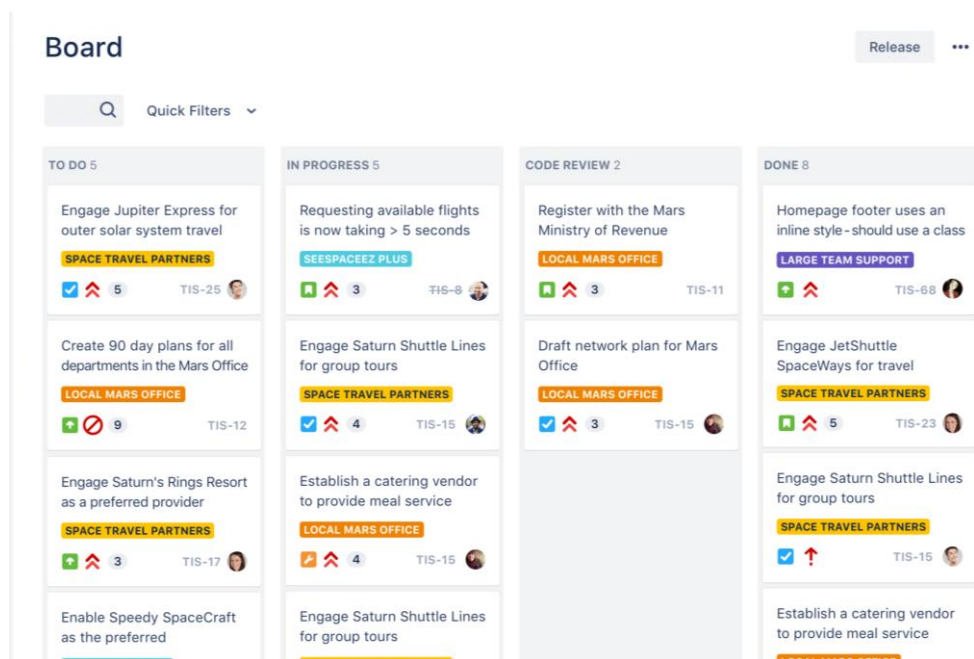 Board
Release
Quick Filters
TO DO 5
Engage Jupiter Express for
outer solar system travel
SPACE TRAVEL PARTNERS
5
TIS-25
Create 90 day plans for all
departments in the Mars Office
LOCAL MARS OFFICE
9
TIS-12
Engage Saturn's Rings Resort
as a preferred provider
SPACE TRAVEL PARTNERS
3
TIS-17
Enable Speedy SpaceCraft
as the preferred
IN PROGRESS 5
Requesting available flights
is now taking > 5 seconds
SEESPACEEZ PLUS
3
TIS-8
Engage Saturn Shuttle Lines
for group tours
SPACE TRAVEL PARTNERS
4
TIS-15
Establish a catering vendor
to provide meal service
LOCAL MARS OFFICE
4
TIS-15
Engage Saturn Shuttle Lines
for group tours
CODE REVIEW 2
Register with the Mars
Ministry of Revenue
LOCAL MARS OFFICE
3
TIS-11
Draft network plan for Mars
Office
LOCAL MARS OFFICE
3
TIS-15
DONE 8
Homepage footer uses an
inline style - should use a class
LARGE TEAM SUPPORT
TIS-68
Engage JetShuttle
SpaceWays for travel
SPACE TRAVEL PARTNERS
5
TIS-23
Engage Saturn Shuttle Lines
for group tours
SPACE TRAVEL PARTNERS
TIS-15
Establish a catering vendor
to provide meal service